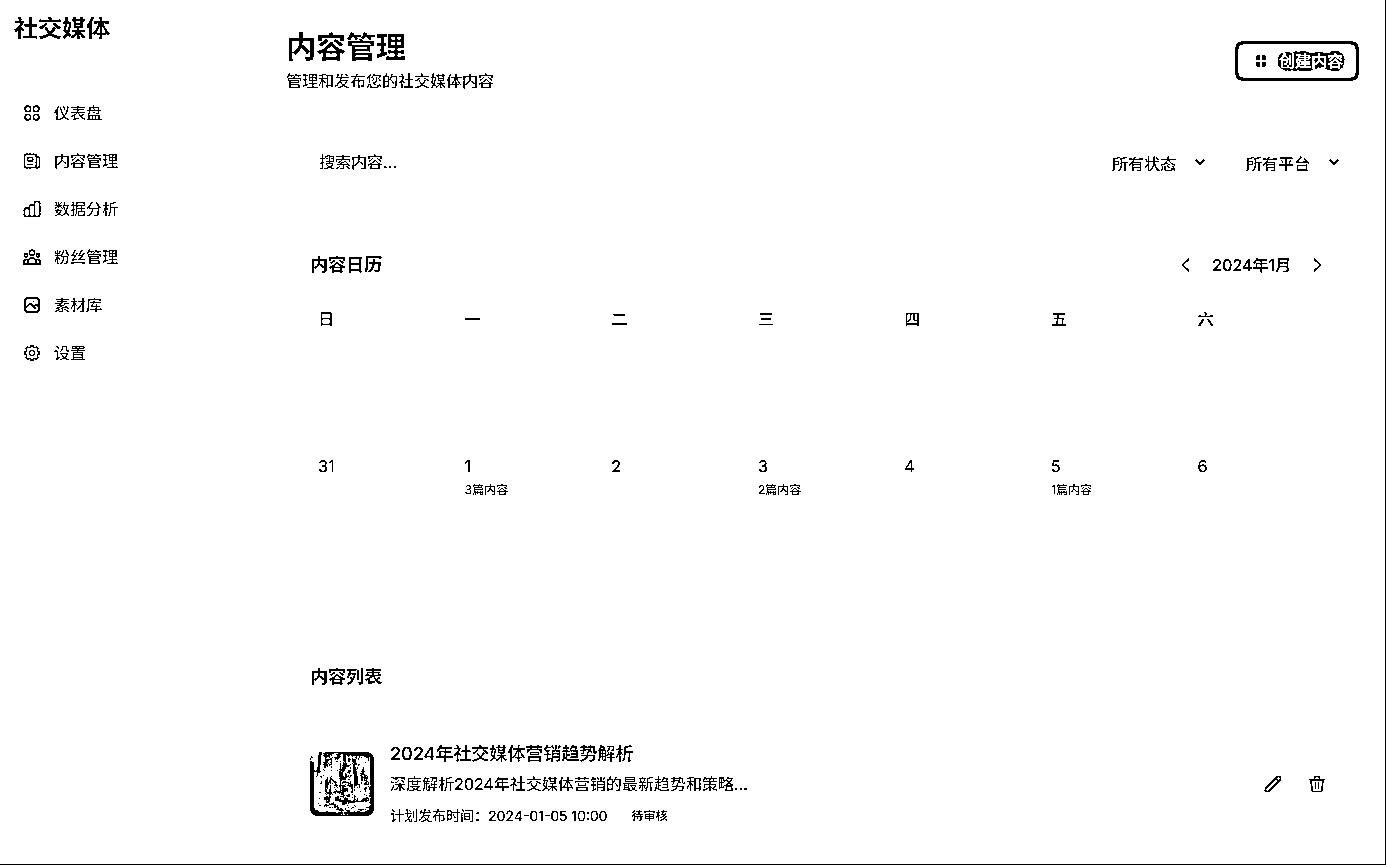 社交媒体
仪表盘
内容管理
数据分析
粉丝管理
素材库
设置
内容管理
管理和发布您的社交媒体内容
创建内容
搜索内容...
所有状态
所有平台
内容日历
2024年1月
日 一 二 三 四 五 六
31 1 2 3 4 5 6
3篇内容 2篇内容 1篇内容
内容列表
2024年社交媒体营销趋势解析
深度解析2024年社交媒体营销的最新趋势和策略...
计划发布时间：2024-01-05 10:00 待审核